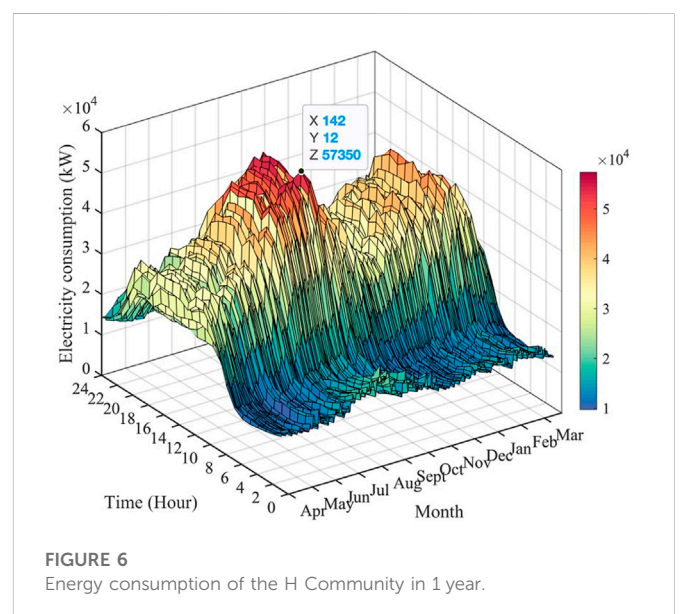 ×10⁴
6
5
4
3
2
1
0
Electricity consumption (kW)
X 142
Y 12
Z 57350
×10⁴
5
4
3
2
1
24
22
20
18
16
14
12
10
8
6
4
2
0
Time (Hour)
Apr
May
Jun
Jul
Aug
Sept
Oct
Nov
Dec
Jan
Feb
Mar
Month
FIGURE 6
Energy consumption of the H Community in 1 year.